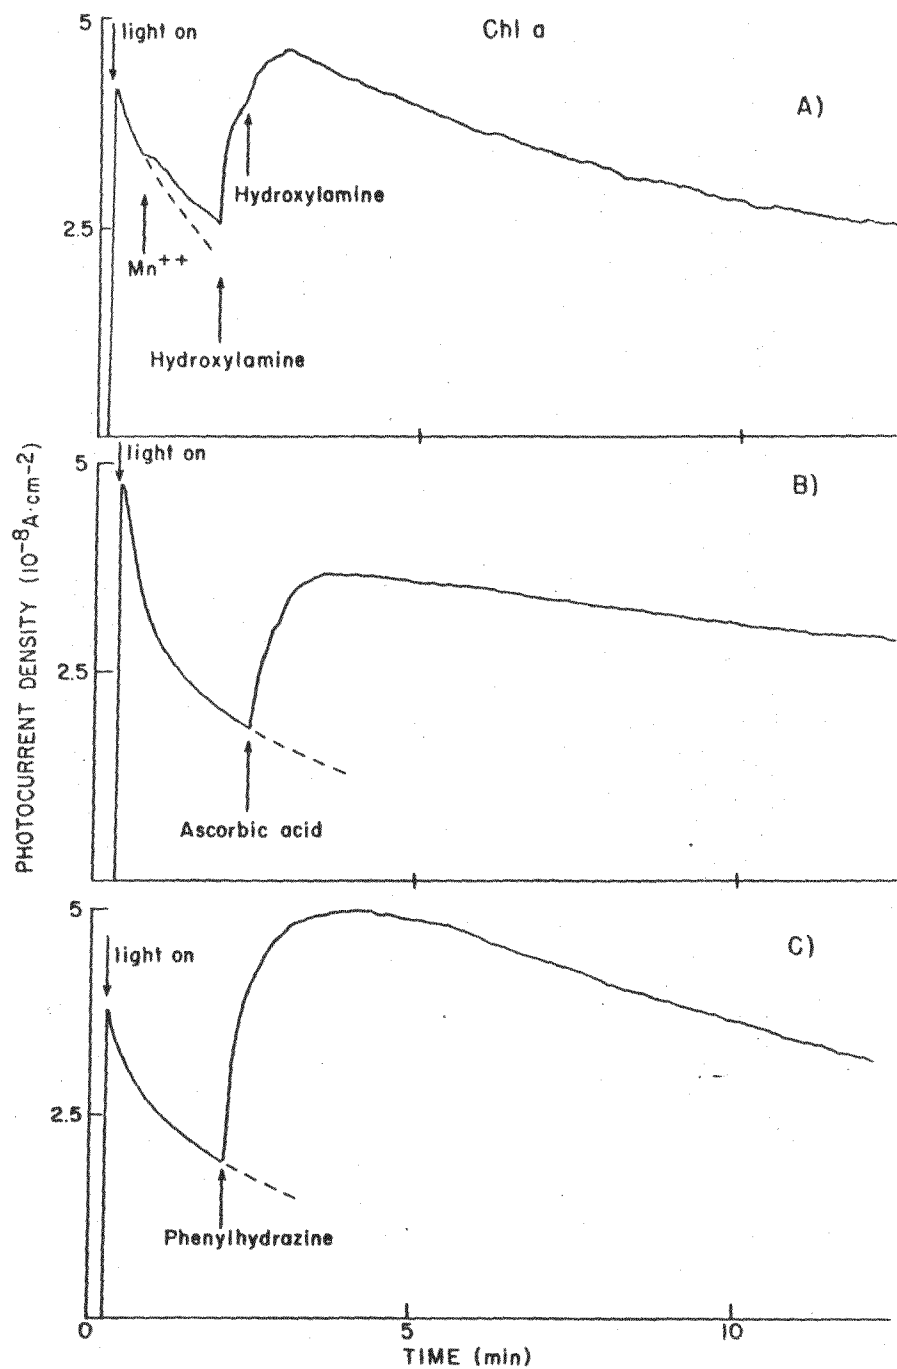 5
light on
Chl a
A)
Hydroxylamine
2.5
Mn++
Hydroxylamine
PHOTOCURRENT DENSITY (10-8A·cm-2)
light on
5
B)
2.5
Ascorbic acid
5
light on
C)
2.5
Phenylhydrazine
0
5
10
TIME (min)